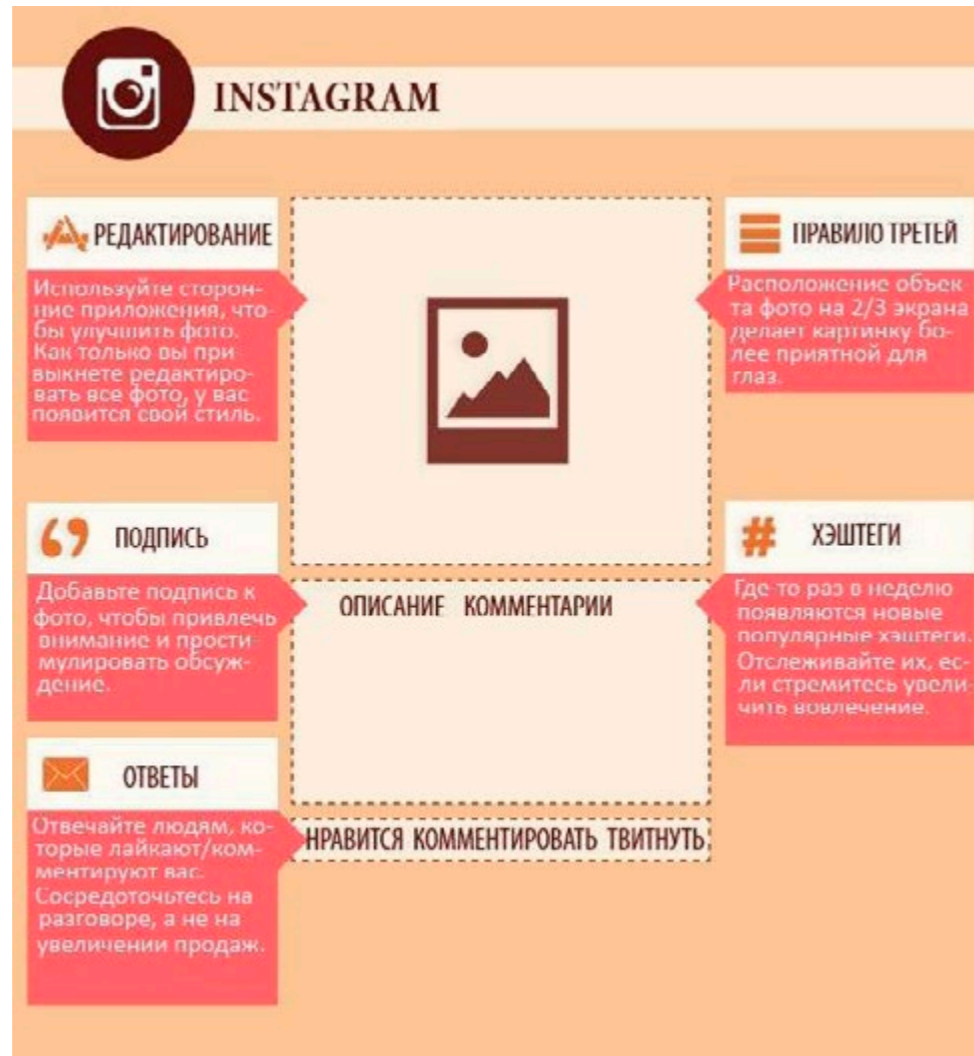 INSTAGRAM
РЕДАКТИРОВАНИЕ
Используйте сторон-
ние приложения, что-
бы улучшить фото.
Как только вы при
выкнете редактиро-
вать все фото, у вас
появится свой стиль.
ПРАВИЛО ТРЕТЕЙ
Расположение объек-
та фото на 2/3 экрана
делает картинку бо-
лее приятной для
глаз.
ПОДПИСЬ
Добавьте подпись к
фото, чтобы привлечь
внимание и прости-
мулировать обсуж-
дение.
ОПИСАНИЕ КОММЕНТАРИИ
# ХЭШТЕГИ
Где-то раз в неделю
появляются новые
популярные хэштеги.
Отслеживайте их, ес-
ли стремитесь увели-
чить вовлечение.
ОТВЕТЫ
Отвечайте людям, ко-
торые лайкают/ком-
ментируют вас.
Сосредоточьтесь на
разговоре, а не на
увеличении продаж.
НРАВИТСЯ КОММЕНТИРОВАТЬ ТВИТНУТЬ